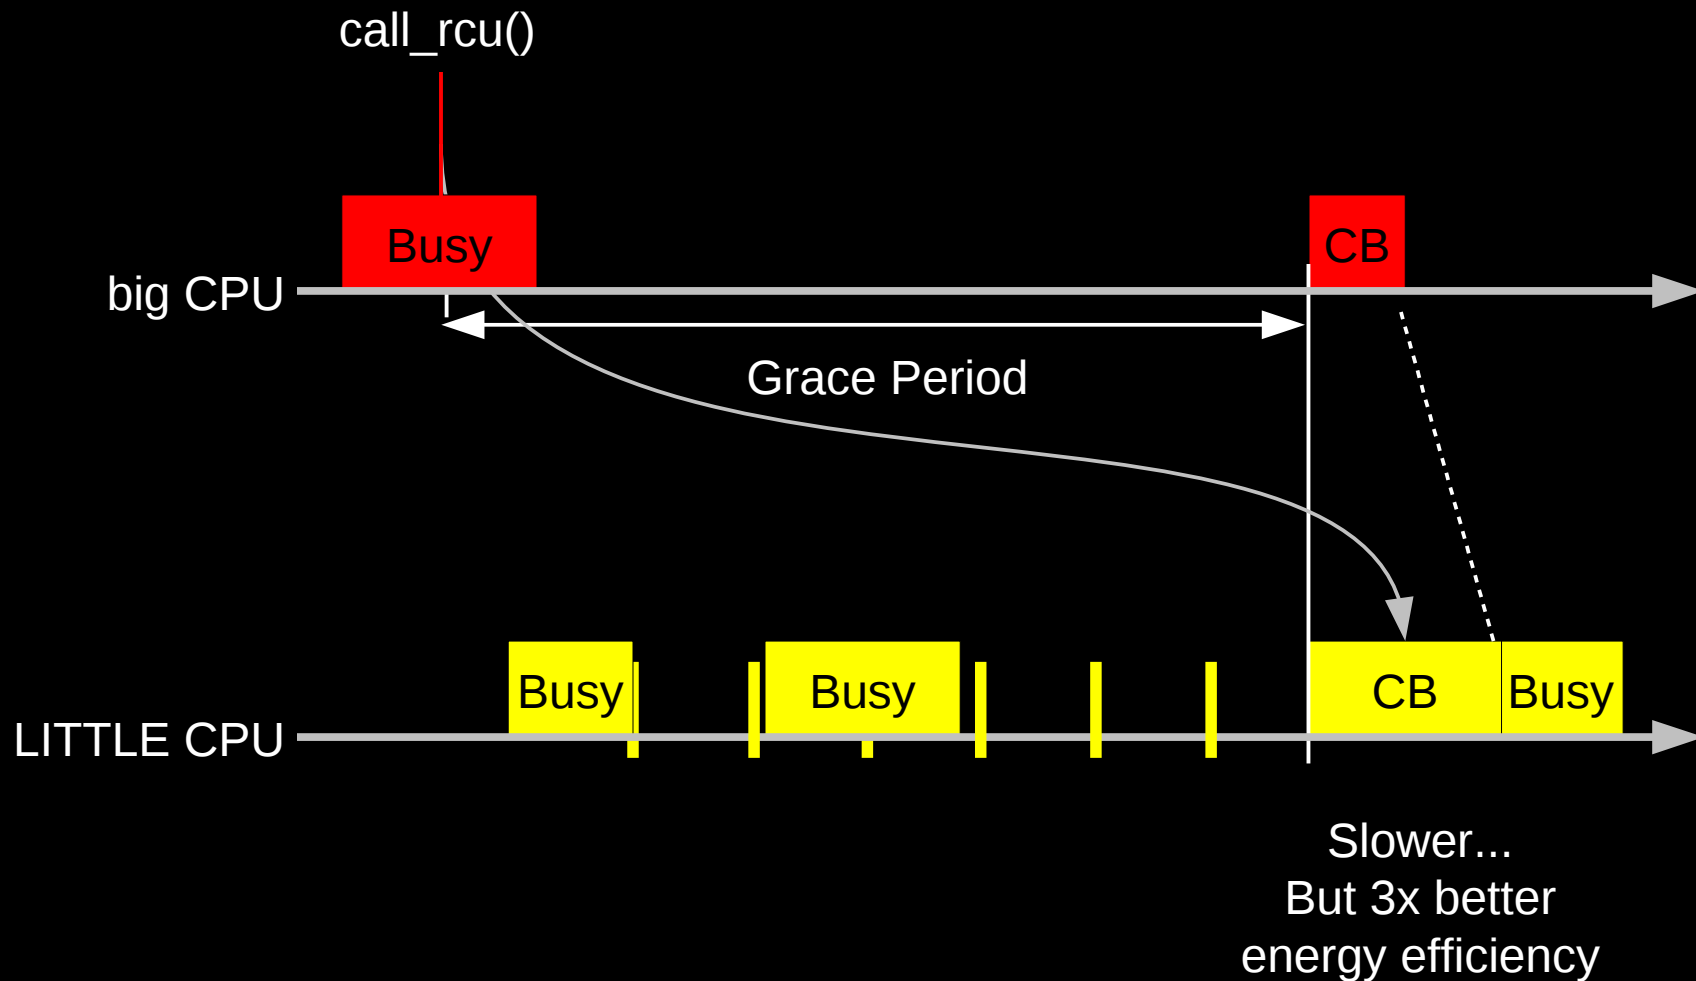 call_rcu()
Busy
CB
big CPU
Grace Period
Busy
Busy
CB
Busy
LITTLE CPU
Slower...
But 3x better
energy efficiency